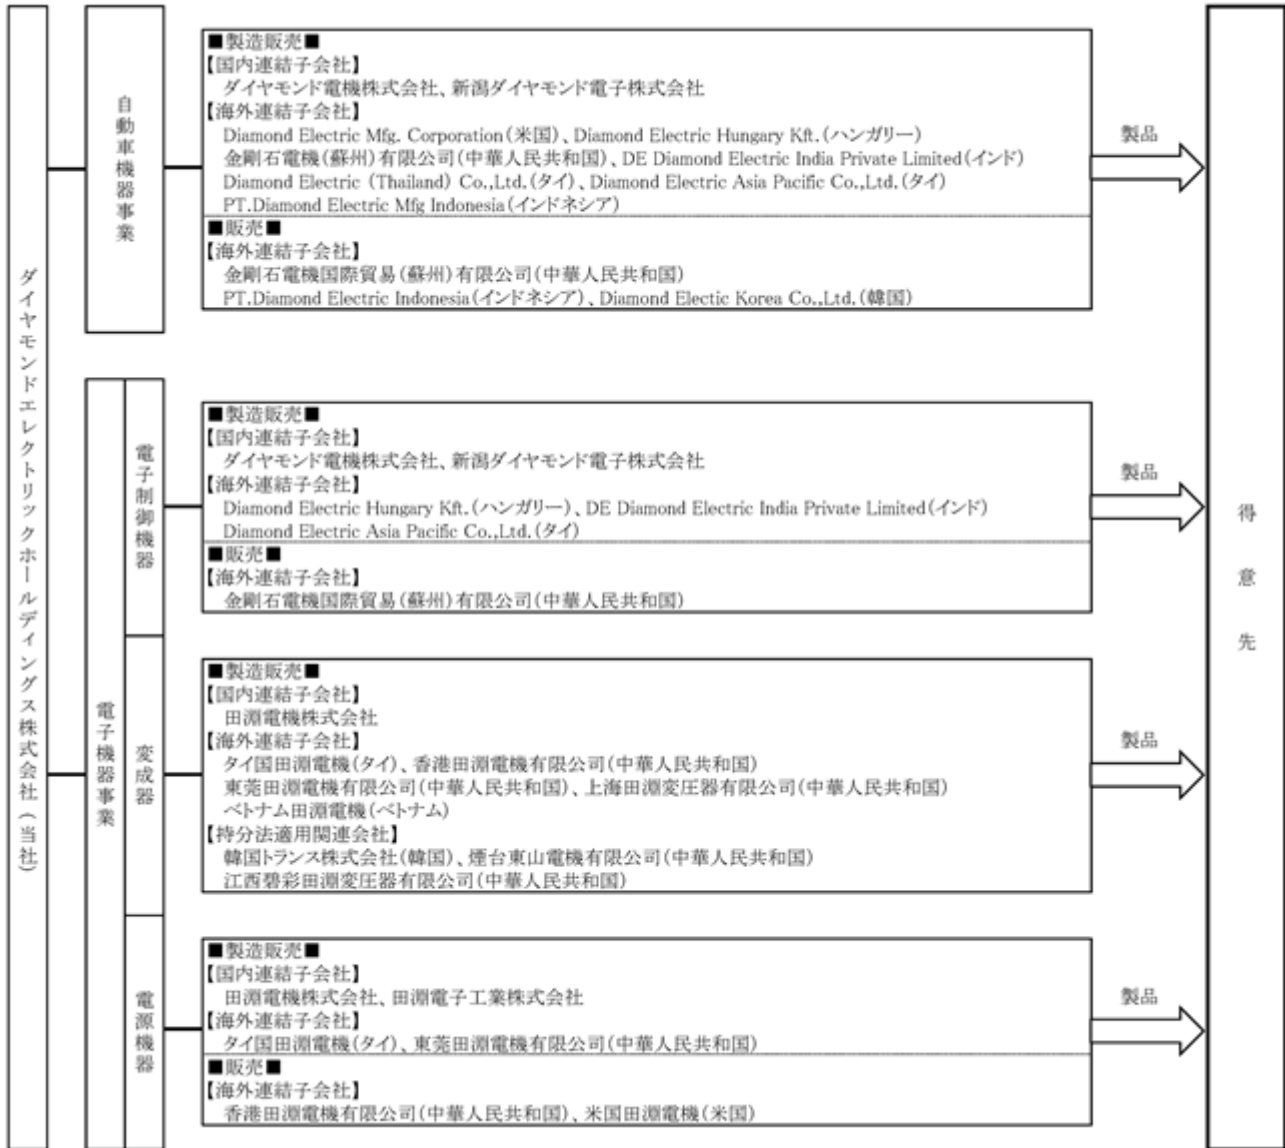 ダイヤモンドエレクトリックホールディングス株式会社(当社)
自動車機器事業
■製造販売■
【国内連結子会社】
ダイヤモンド電機株式会社、新潟ダイヤモンド電子株式会社
【海外連結子会社】
Diamond Electric Mfg. Corporation(米国)、Diamond Electric Hungary Kft.(ハンガリー)
金剛石電機(蘇州)有限公司(中華人民共和国)、DE Diamond Electric India Private Limited(インド)
Diamond Electric (Thailand) Co.,Ltd.(タイ)、Diamond Electric Asia Pacific Co.,Ltd.(タイ)
PT.Diamond Electric Mfg Indonesia(インドネシア)
■販売■
【海外連結子会社】
金剛石電機国際貿易(蘇州)有限公司(中華人民共和国)
PT.Diamond Electric Indonesia(インドネシア)、Diamond Electic Korea Co.,Ltd.(韓国)
製品
電子機器事業
電子制御機器
■製造販売■
【国内連結子会社】
ダイヤモンド電機株式会社、新潟ダイヤモンド電子株式会社
【海外連結子会社】
Diamond Electric Hungary Kft.(ハンガリー)、DE Diamond Electric India Private Limited(インド)
Diamond Electric Asia Pacific Co.,Ltd.(タイ)
■販売■
【海外連結子会社】
金剛石電機国際貿易(蘇州)有限公司(中華人民共和国)
製品
変成器
■製造販売■
【国内連結子会社】
田淵電機株式会社
【海外連結子会社】
タイ国田淵電機(タイ)、香港田淵電機有限公司(中華人民共和国)
東莞田淵電機有限公司(中華人民共和国)、上海田淵変圧器有限公司(中華人民共和国)
ベトナム田淵電機(ベトナム)
【持分法適用関連会社】
韓国トランス株式会社(韓国)、煙台東山電機有限公司(中華人民共和国)
江西碧彩田淵変圧器有限公司(中華人民共和国)
製品
電源機器
■製造販売■
【国内連結子会社】
田淵電機株式会社、田淵電子工業株式会社
【海外連結子会社】
タイ国田淵電機(タイ)、東莞田淵電機有限公司(中華人民共和国)
■販売■
【海外連結子会社】
香港田淵電機有限公司(中華人民共和国)、米国田淵電機(米国)
製品
得意先